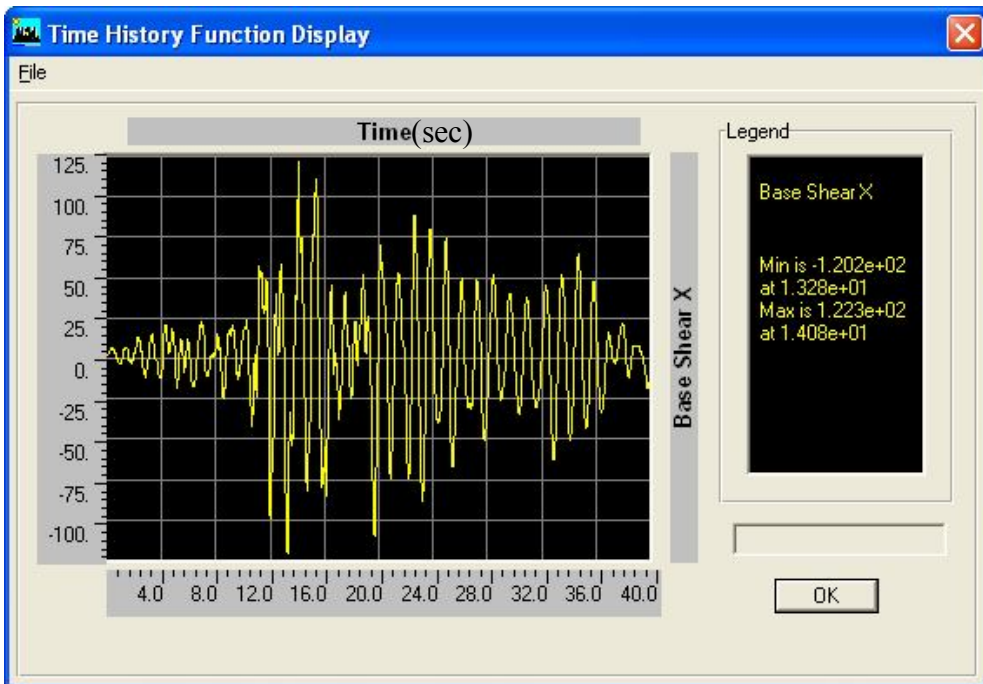 Time History Function Display
File
Time(sec)
Legend
125.
100.
75.
50.
25.
0.
-25.
-50.
-75.
-100.
Base Shear X
Base Shear X
Min is -1.202e+02
at 1.328e+01
Max is 1.223e+02
at 1.408e+01
4.0 8.0 12.0 16.0 20.0 24.0 28.0 32.0 36.0 40.0
OK